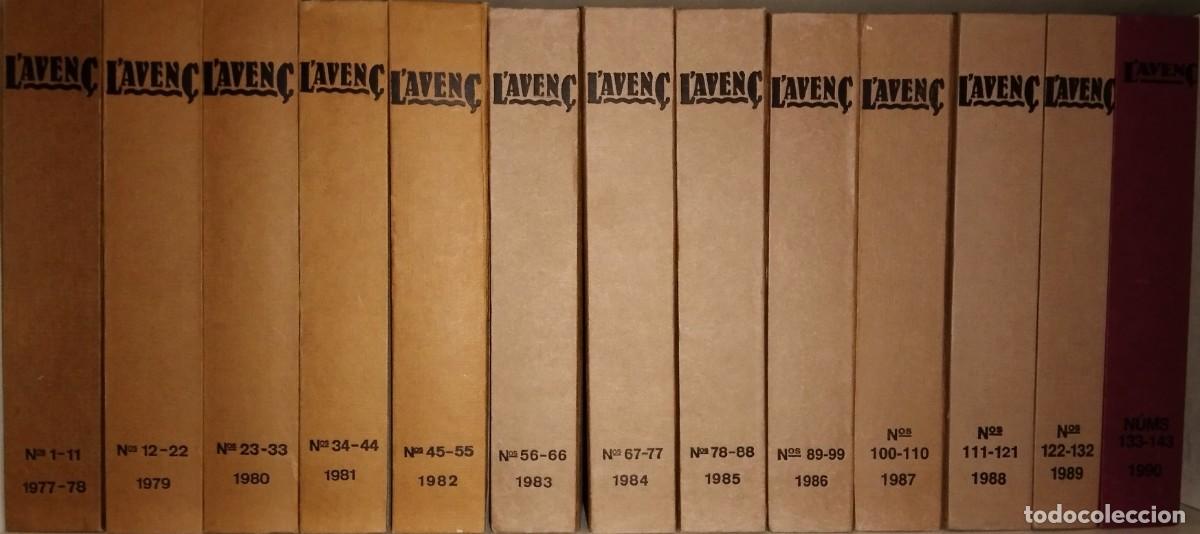 L'AVENÇ
Nos 1-11
1977-78
L'AVENÇ
Nos 12-22
1979
L'AVENÇ
Nos 23-33
1980
L'AVENÇ
Nos 34-44
1981
L'AVENÇ
Nos 45-55
1982
L'AVENÇ
Nos 56-66
1983
L'AVENÇ
Nos 67-77
1984
L'AVENÇ
Nos 78-88
1985
L'AVENÇ
Nos 89-99
1986
L'AVENÇ
Nos
100-110
1987
L'AVENÇ
Nos
111-121
1988
L'AVENÇ
Nos
122-132
1989
L'AVENÇ
NÚMS
133-143
1990
todocoleccion